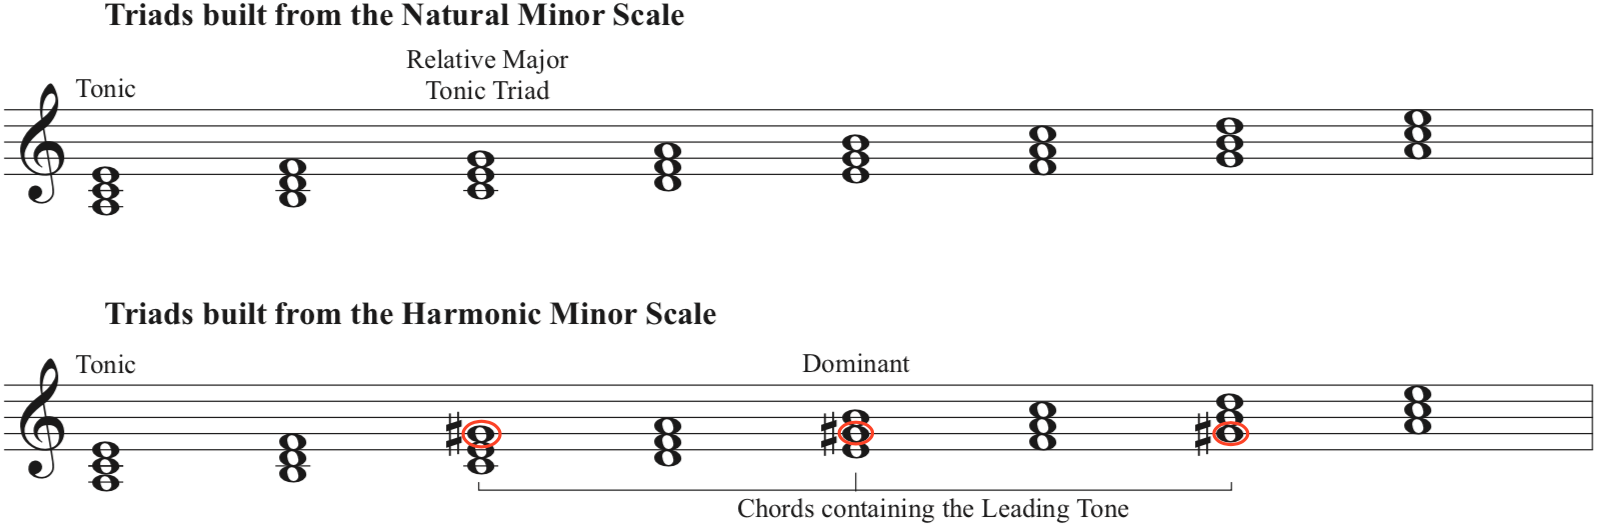 Triads built from the Natural Minor Scale
Relative Major
Tonic Triad
Tonic
Triads built from the Harmonic Minor Scale
Tonic
Dominant
Chords containing the Leading Tone